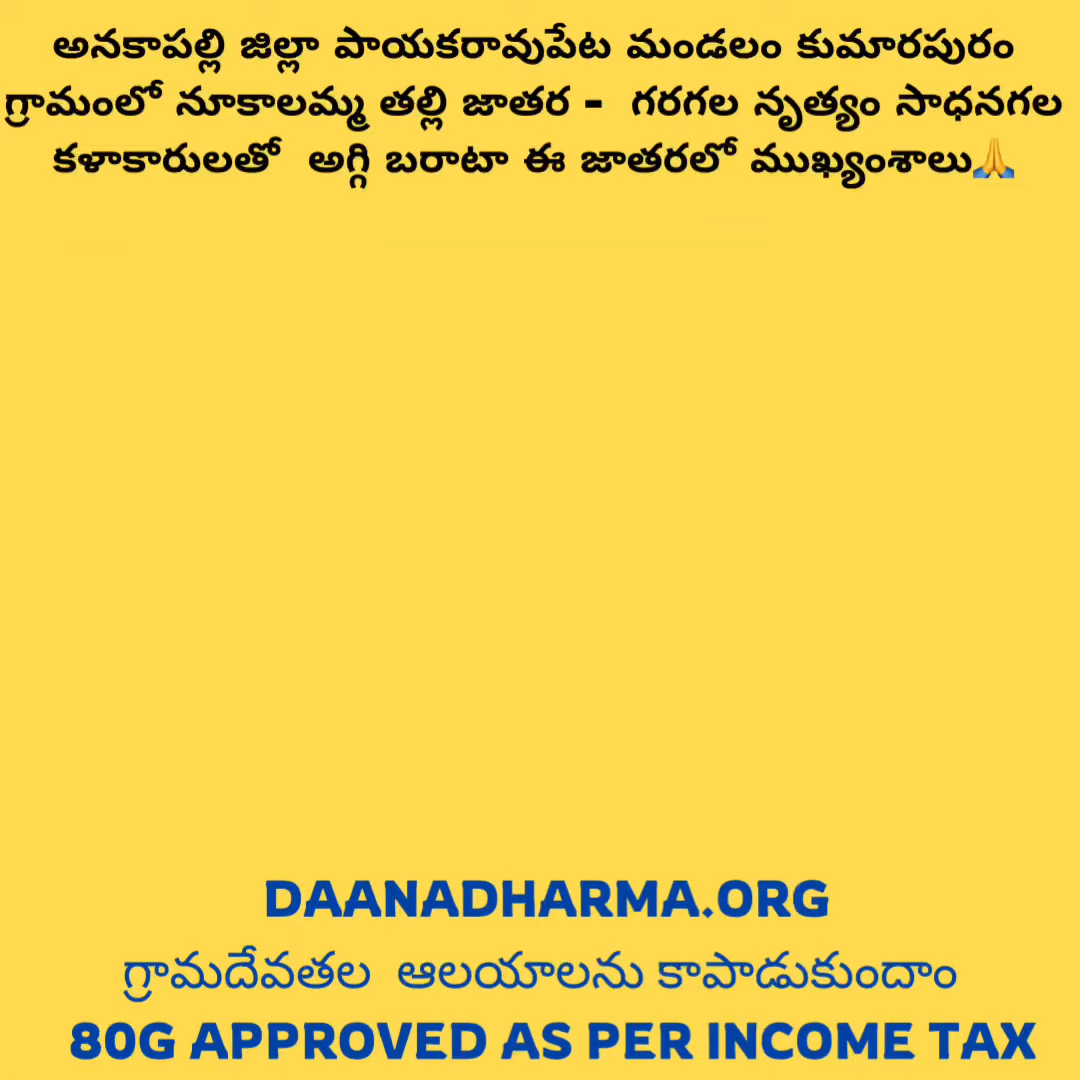 అనకాపల్లి జిల్లా పాయకరావుపేట మండలం కుమారపురం
గ్రామంలో నూకాలమ్మ తల్లి జాతర - గరగల నృత్యం సాధనగల
కళాకారులతో అగ్గి బరాటా ఈ జాతరలో ముఖ్యంశాలు🙏
DAANADHARMA.ORG
గ్రామదేవతల ఆలయాలను కాపాడుకుందాం
80G APPROVED AS PER INCOME TAX